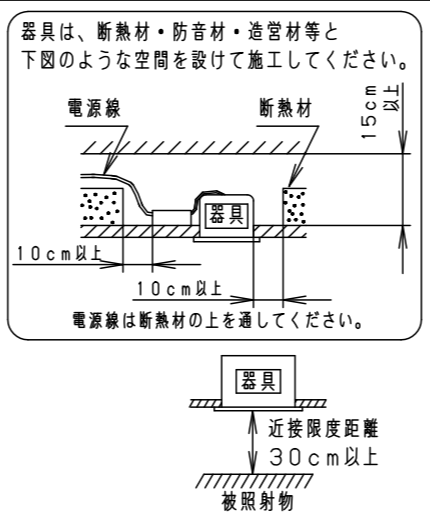 器具は、断熱材・防音材・造営材等と
下図のような空間を設けて施工してください。
電源線
断熱材
15cm
以上
器具
10cm以上
10cm以上
電源線は断熱材の上を通してください。
器具
近接限度距離
30cm以上
被照射物